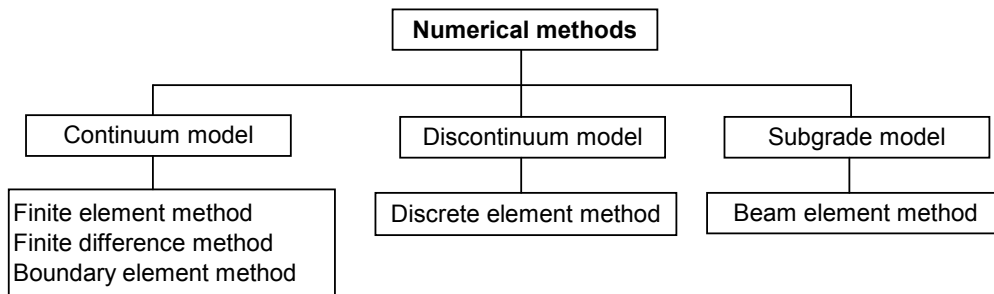 Numerical methods
Continuum model
Discontinuum model
Subgrade model
Finite element method
Finite difference method
Boundary element method
Discrete element method
Beam element method